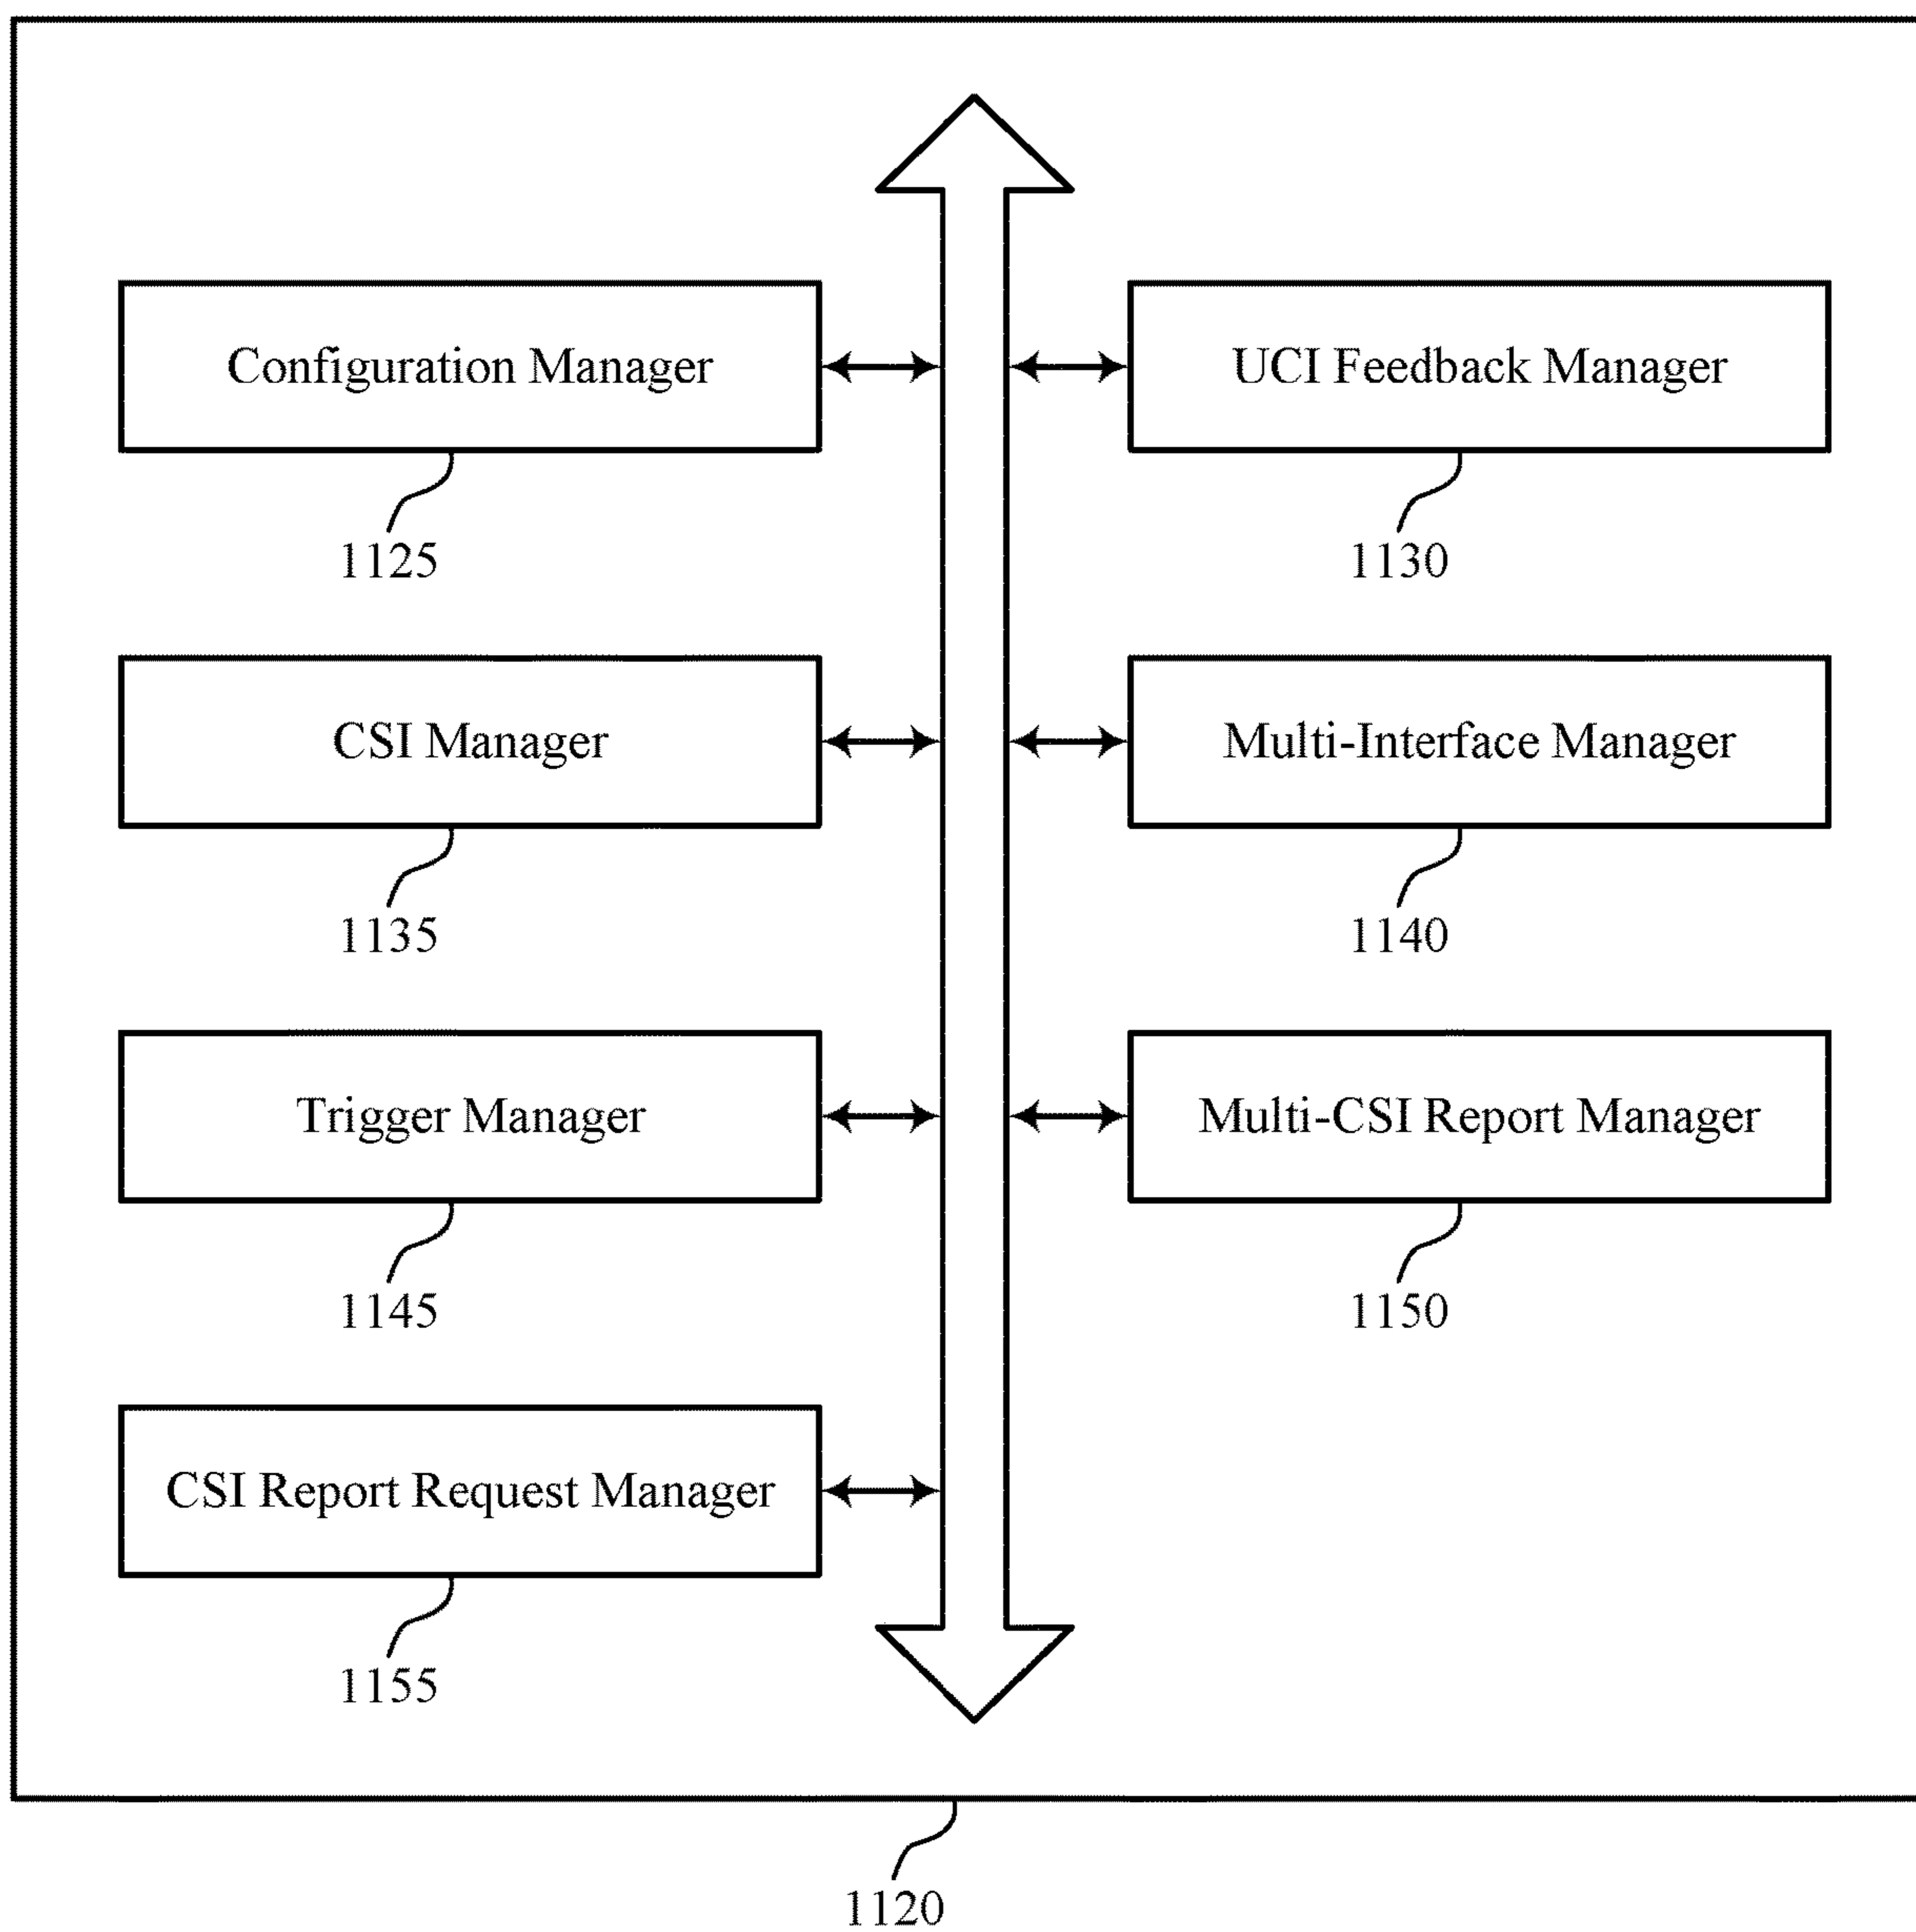 Configuration Manager
UCI Feedback Manager
1125
1130
CSI Manager
Multi-Interface Manager
1135
1140
Trigger Manager
Multi-CSI Report Manager
1145
1150
CSI Report Request Manager
1155
1120